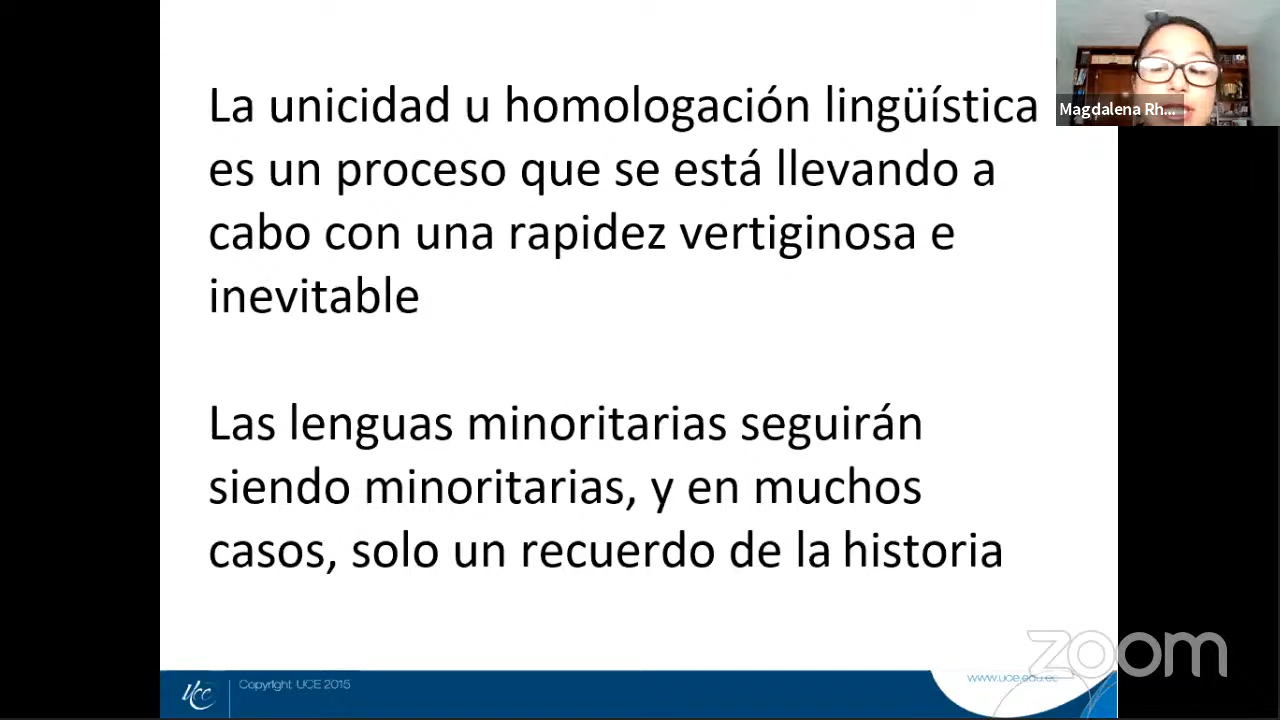 La unicidad u homologación lingüística
es un proceso que se está llevando a
cabo con una rapidez vertiginosa e
inevitable
Las lenguas minoritarias seguirán
siendo minoritarias, y en muchos
casos, solo un recuerdo de la historia
Magdalena Rh...
zoom
UCE
Copyright UCE 2015
www.uce.edu.ec